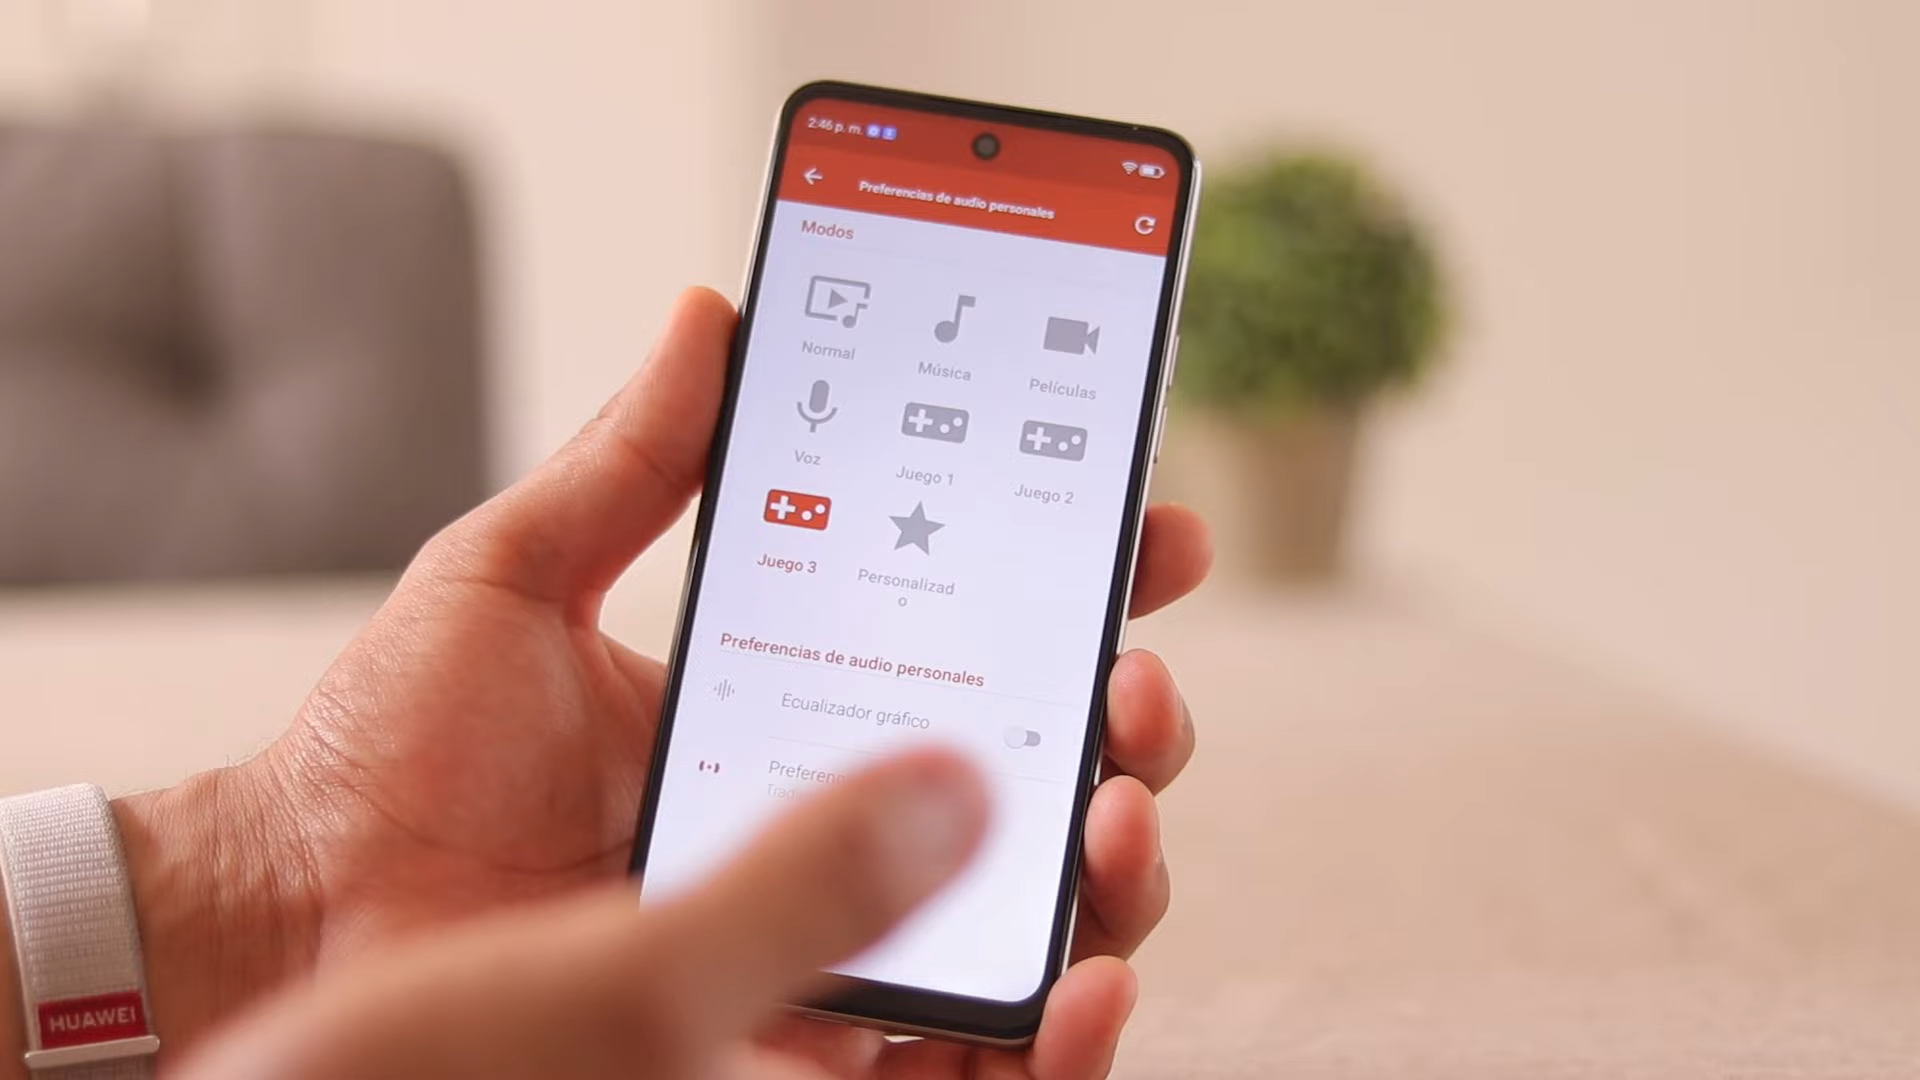 2:46 p. m.
Preferencias de audio personales
Modos
Normal
Música
Películas
Voz
Juego 1
Juego 2
Juego 3
Personalizad
o
Preferencias de audio personales
Ecualizador gráfico
HUAWEI